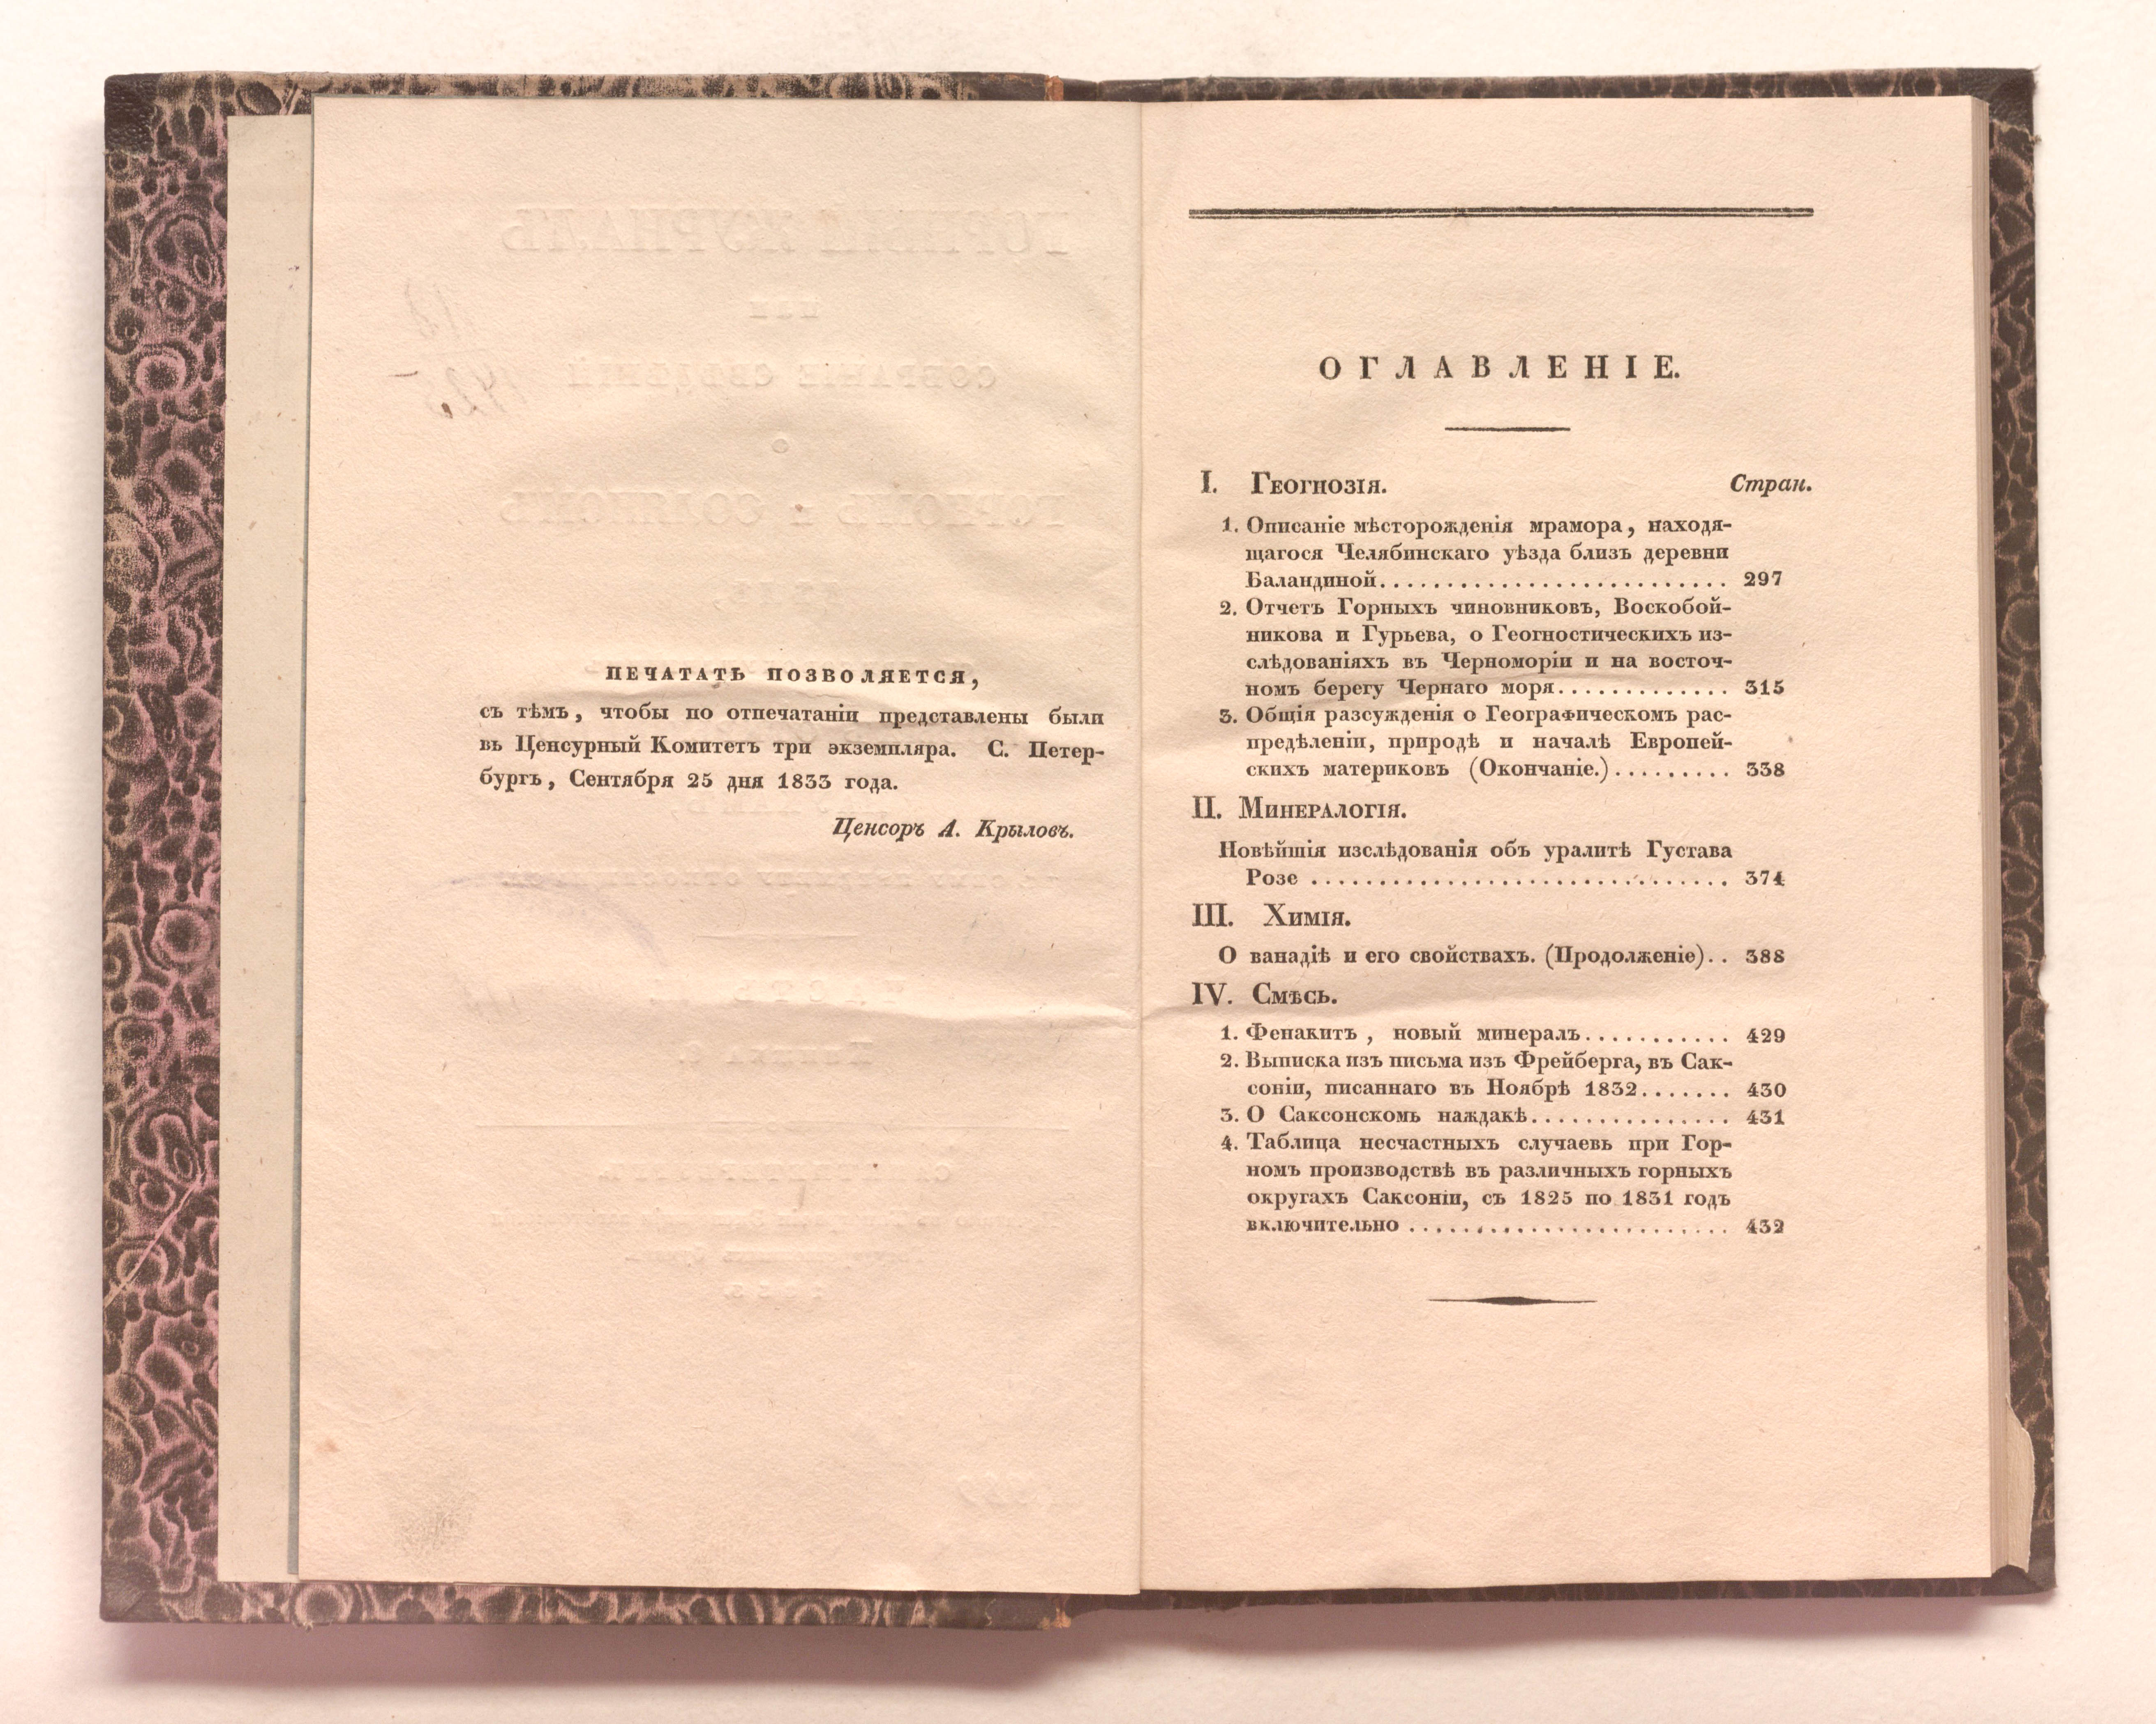 ПЕЧАТАТЬ ПОЗВОЛЯЕТСЯ,
съ тѣмъ, чтобы по отпечатаніи представлены были
въ Ценсурный Комитетъ три экземпляра. С. Петер-
бургъ, Сентября 25 дня 1833 года.
Ценсоръ А. Крыловъ.
ОГЛАВЛЕНІЕ.
I. Геогнозія. Стран.
1. Описаніе мѣсторожденія мрамора, находя-
щагося Челябинскаго уѣзда близъ деревни
Баландиной.......................... 297
2. Отчетъ Горныхъ чиновниковъ, Воскобой-
никова и Гурьева, о Геогностическихъ из-
слѣдованіяхъ въ Черноморіи и на восточ-
номъ берегу Чернаго моря............. 315
3. Общія разсужденія о Географическомъ рас-
предѣленіи, природѣ и началѣ Европей-
скихъ материковъ (Окончаніе.)......... 338
II. Минералогія.
Новѣйшія изслѣдованія объ уралитѣ Густава
Розе ............................... 374
III. Химія.
О ванадіѣ и его свойствахъ. (Продолженіе).. 388
IV. Смѣсь.
1. Фенакитъ, новый минералъ........... 429
2. Выписка изъ письма изъ Фрейберга, въ Сак-
соніи, писаннаго въ Ноябрѣ 1832....... 430
3. О Саксонскомъ наждакѣ............... 431
4. Таблица несчастныхъ случаевъ при Гор-
номъ производствѣ въ различныхъ горныхъ
округахъ Саксоніи, съ 1825 по 1831 годъ
включительно ........................ 432